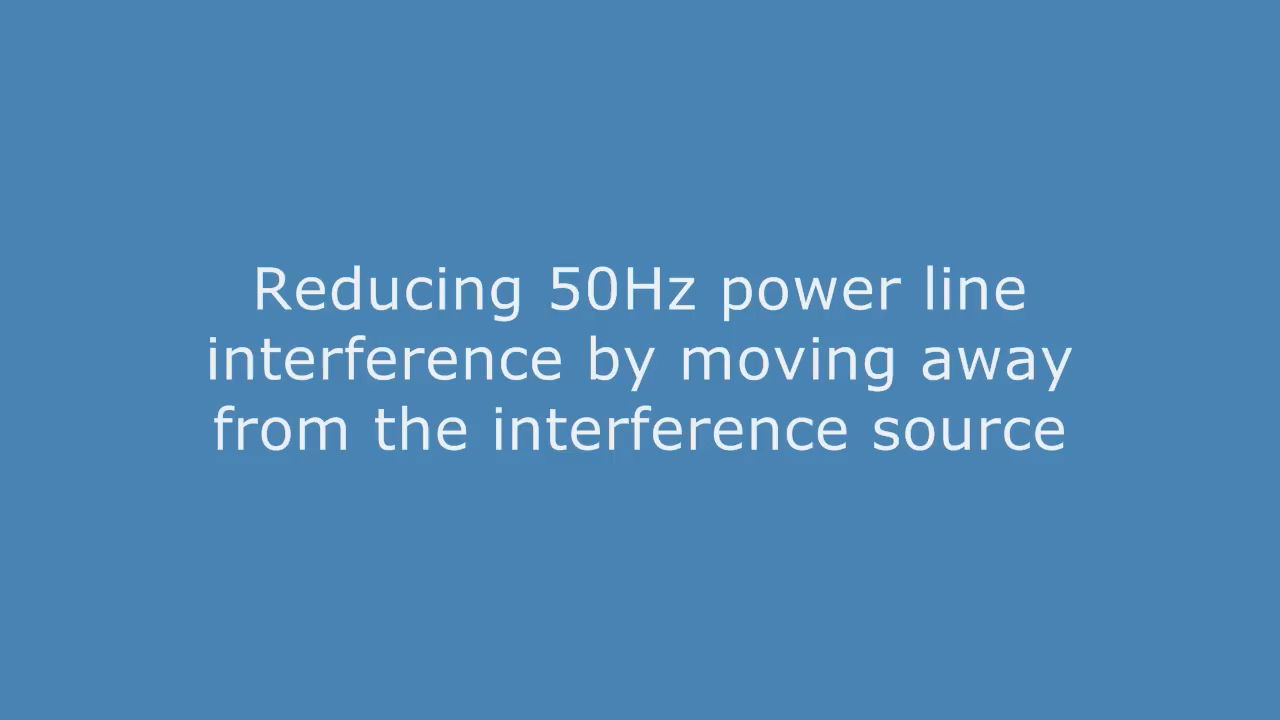 Reducing 50Hz power line
interference by moving away
from the interference source